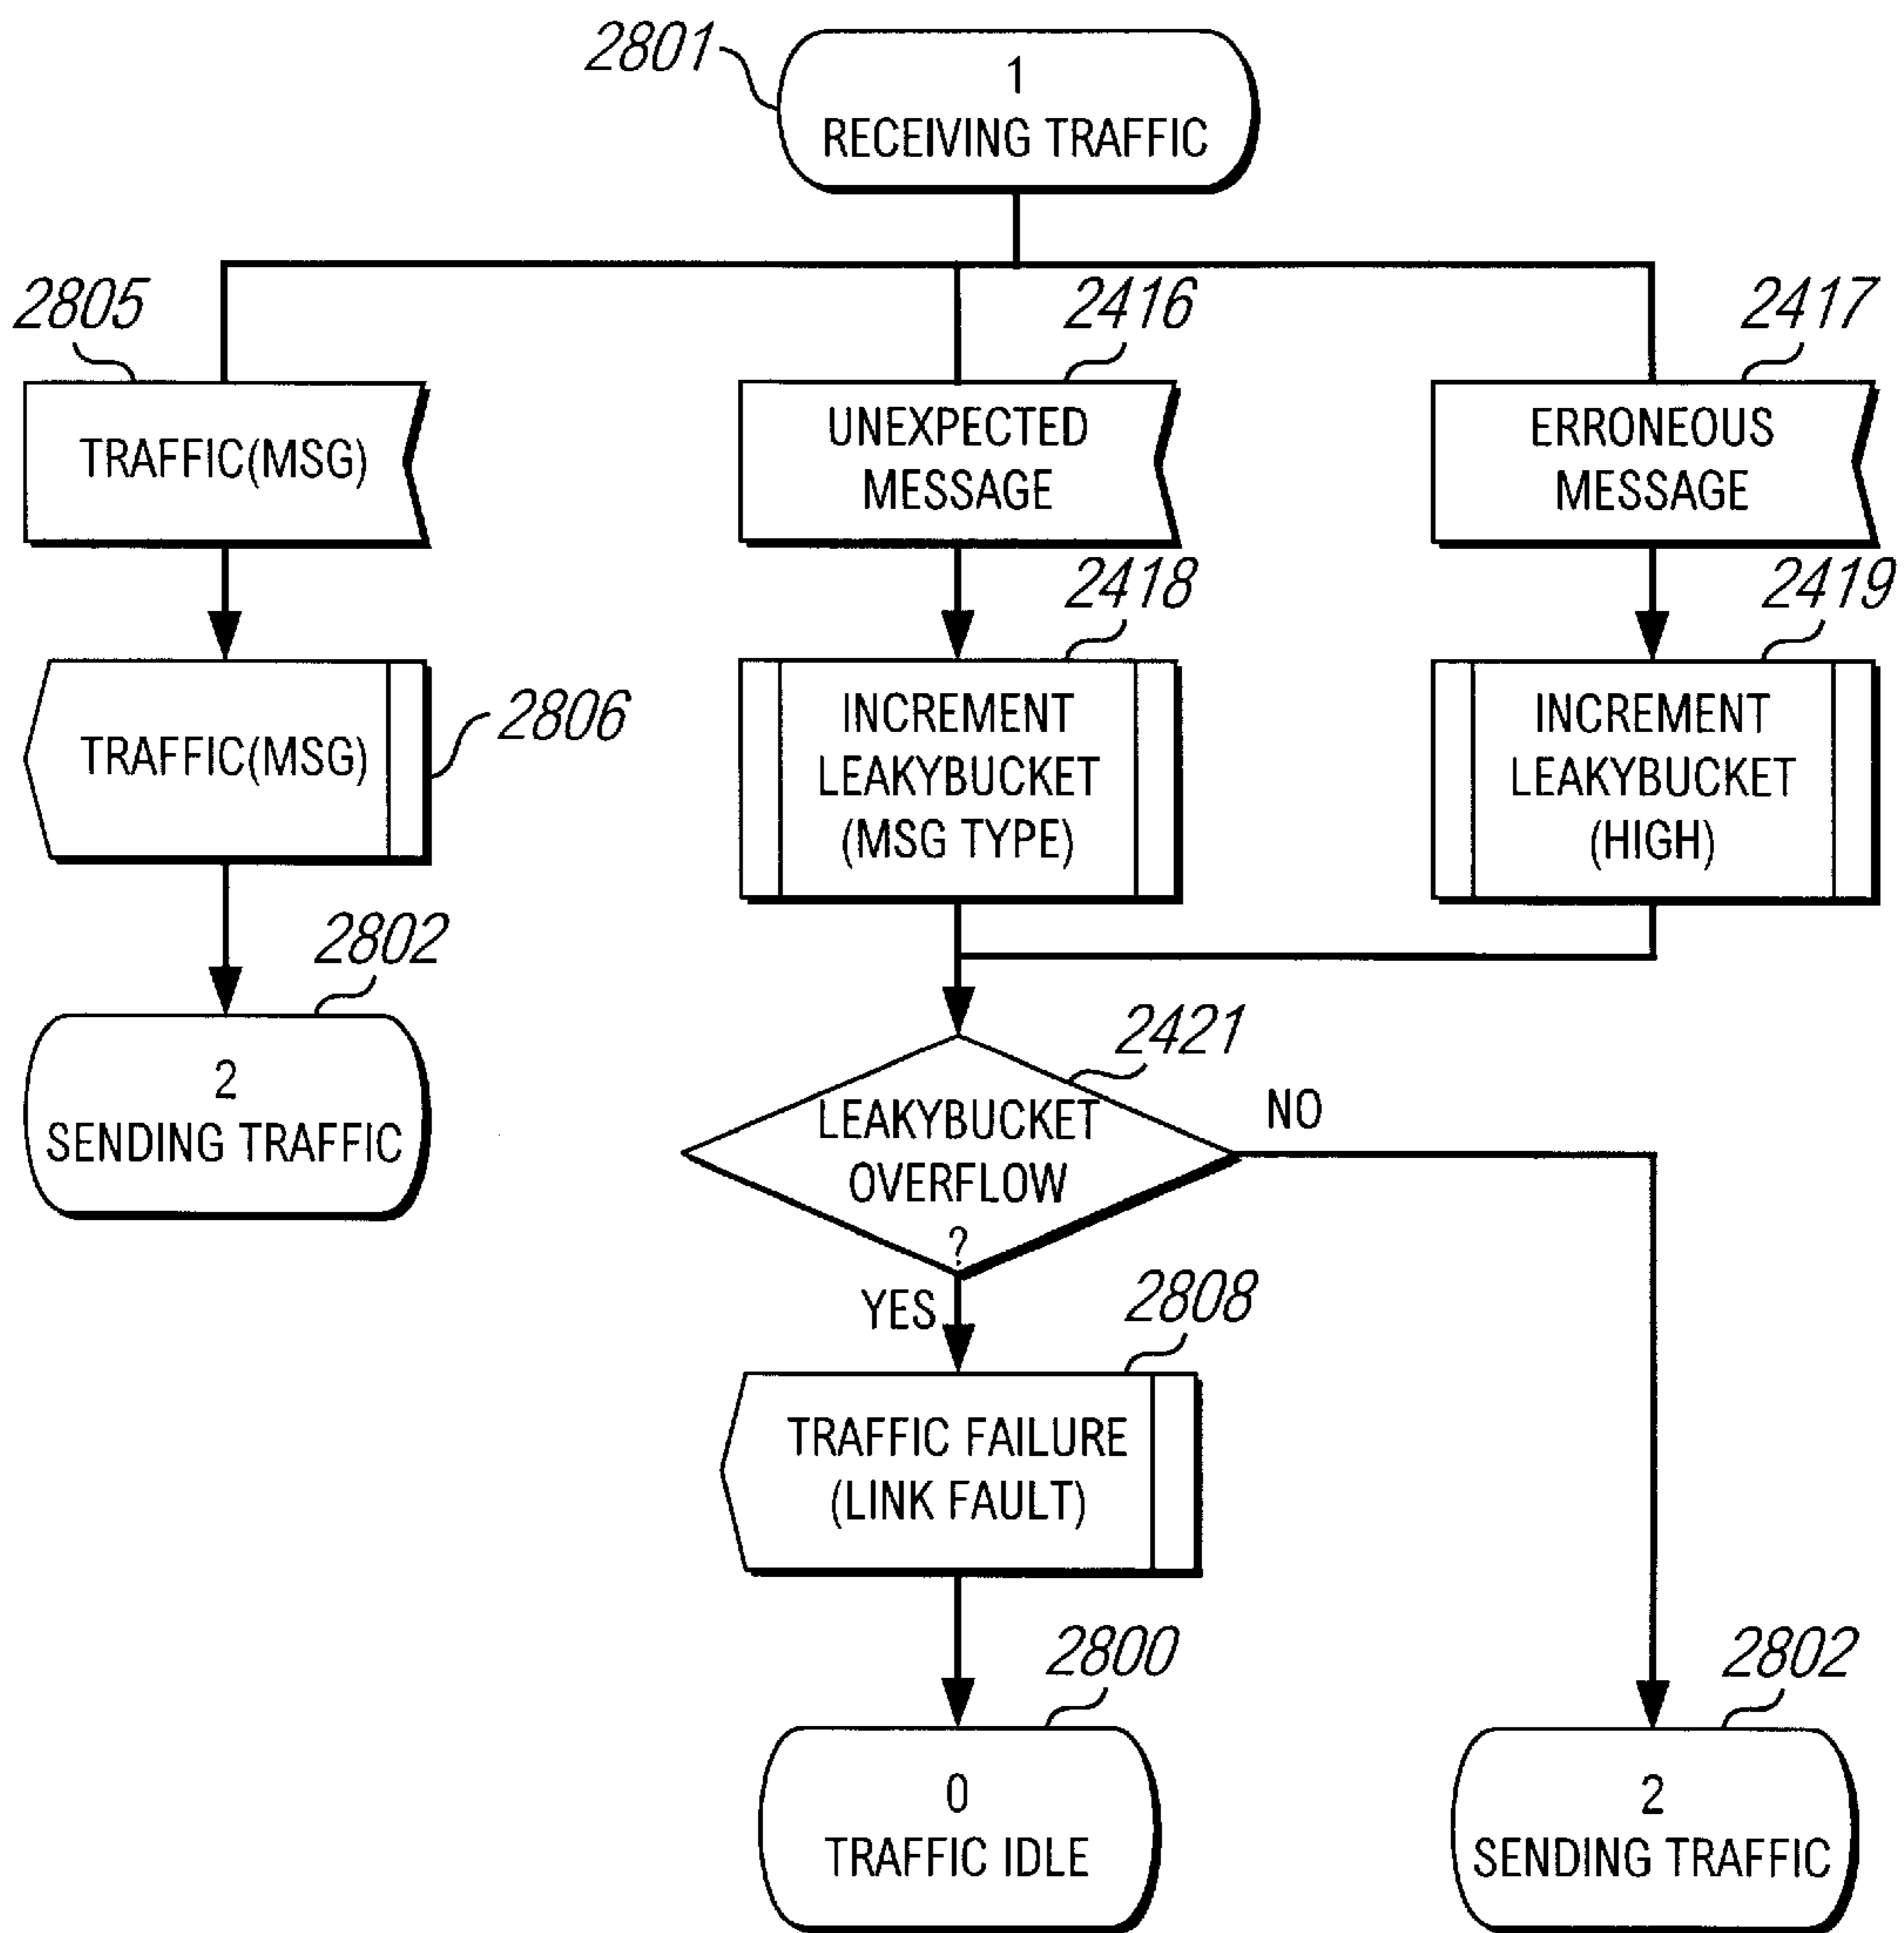 2801
1
RECEIVING TRAFFIC
2805
2416
2417
TRAFFIC(MSG)
UNEXPECTED
MESSAGE
ERRONEOUS
MESSAGE
2418
2419
TRAFFIC(MSG)
2806
INCREMENT
LEAKYBUCKET
(MSG TYPE)
INCREMENT
LEAKYBUCKET
(HIGH)
2802
2
SENDING TRAFFIC
2421
LEAKYBUCKET
OVERFLOW
?
NO
YES
2808
TRAFFIC FAILURE
(LINK FAULT)
2800
0
TRAFFIC IDLE
2802
2
SENDING TRAFFIC